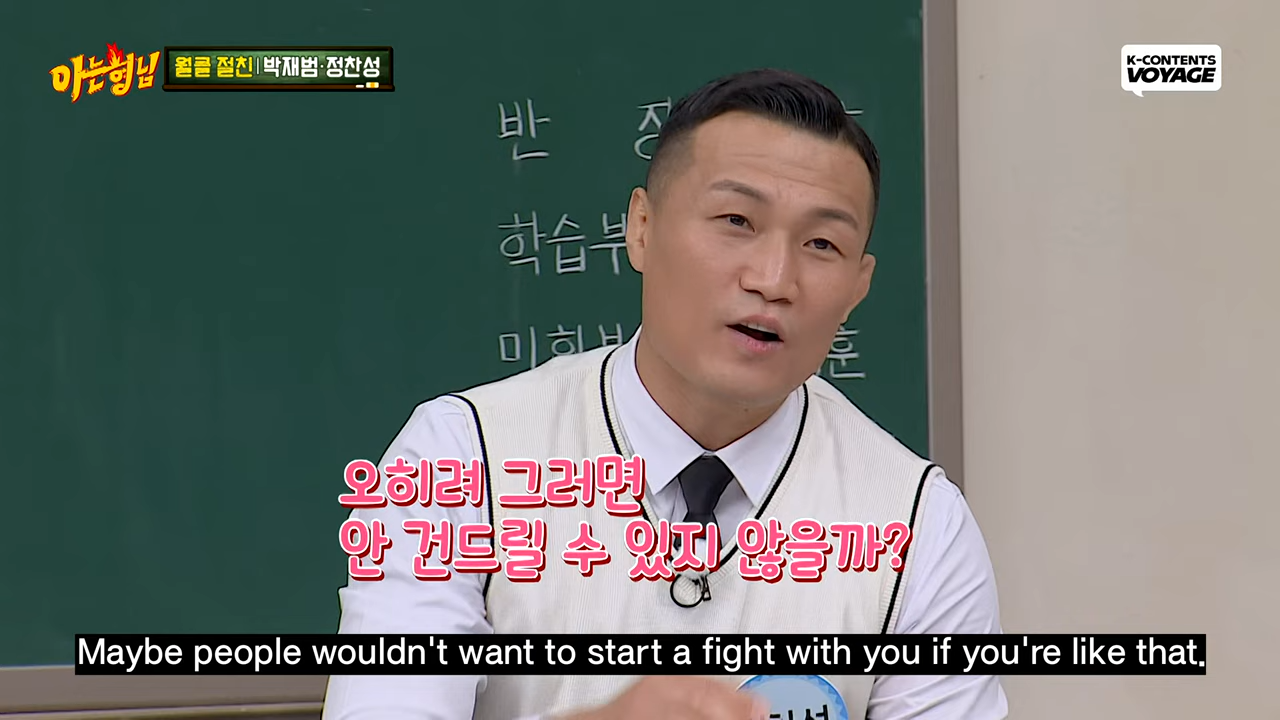 아는형님
월클 절친 | 박재범·정찬성
K-CONTENTS
VOYAGE
반 장
학습부
미화부
훈
오히려 그러면
안 건드릴 수 있지 않을까?
Maybe people wouldn't want to start a fight with you if you're like that.